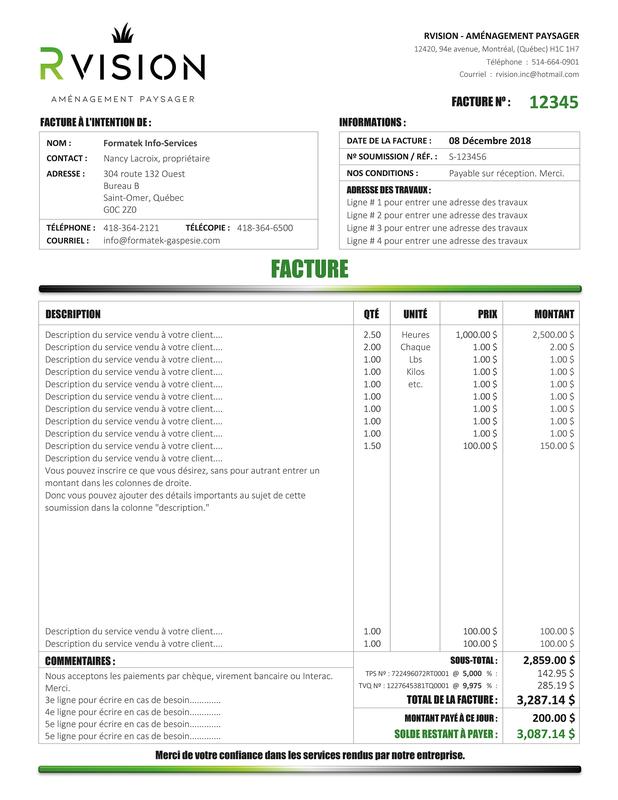 RVISION
AMÉNAGEMENT PAYSAGER
RVISION - AMÉNAGEMENT PAYSAGER
12420, 94e avenue, Montréal, (Québec) H1C 1H7
Téléphone : 514-664-0901
Courriel : rvision.inc@hotmail.com
FACTURE Nº : 12345
FACTURE À L'INTENTION DE :
NOM : Formatek Info-Services
CONTACT : Nancy Lacroix, propriétaire
ADRESSE : 304 route 132 Ouest
Bureau B
Saint-Omer, Québec
G0C 2Z0
TÉLÉPHONE : 418-364-2121 TÉLÉCOPIE : 418-364-6500
COURRIEL : info@formatek-gaspesie.com
INFORMATIONS :
DATE DE LA FACTURE : 08 Décembre 2018
Nº SOUMISSION / RÉF. : S-123456
NOS CONDITIONS : Payable sur réception. Merci.
ADRESSE DES TRAVAUX :
Ligne # 1 pour entrer une adresse des travaux
Ligne # 2 pour entrer une adresse des travaux
Ligne # 3 pour entrer une adresse des travaux
Ligne # 4 pour entrer une adresse des travaux
FACTURE
DESCRIPTION QTÉ UNITÉ PRIX MONTANT
Description du service vendu à votre client.... 2.50 Heures 1,000.00 $ 2,500.00 $
Description du service vendu à votre client.... 2.00 Chaque 1.00 $ 2.00 $
Description du service vendu à votre client.... 1.00 Lbs 1.00 $ 1.00 $
Description du service vendu à votre client.... 1.00 Kilos 1.00 $ 1.00 $
Description du service vendu à votre client.... 1.00 etc. 1.00 $ 1.00 $
Description du service vendu à votre client.... 1.00 1.00 $ 1.00 $
Description du service vendu à votre client.... 1.00 1.00 $ 1.00 $
Description du service vendu à votre client.... 1.00 1.00 $ 1.00 $
Description du service vendu à votre client.... 1.00 1.00 $ 1.00 $
Description du service vendu à votre client.... 1.50 100.00 $ 150.00 $
Description du service vendu à votre client....
Vous pouvez inscrire ce que vous désirez, sans pour autrant entrer un
montant dans les colonnes de droite.
Donc vous pouvez ajouter des détails importants au sujet de cette
soumission dans la colonne "description."
Description du service vendu à votre client.... 1.00 100.00 $ 100.00 $
Description du service vendu à votre client.... 1.00 100.00 $ 100.00 $
COMMENTAIRES :
Nous acceptons les paiements par chèque, virement bancaire ou Interac.
Merci.
3e ligne pour écrire en cas de besoin.............
4e ligne pour écrire en cas de besoin.............
5e ligne pour écrire en cas de besoin.............
5e ligne pour écrire en cas de besoin.............
SOUS-TOTAL : 2,859.00 $
TPS Nº : 722496072RT0001 @ 5,000 % : 142.95 $
TVQ Nº : 1227645381TQ0001 @ 9,975 % : 285.19 $
TOTAL DE LA FACTURE : 3,287.14 $
MONTANT PAYÉ À CE JOUR : 200.00 $
SOLDE RESTANT À PAYER : 3,087.14 $
Merci de votre confiance dans les services rendus par notre entreprise.